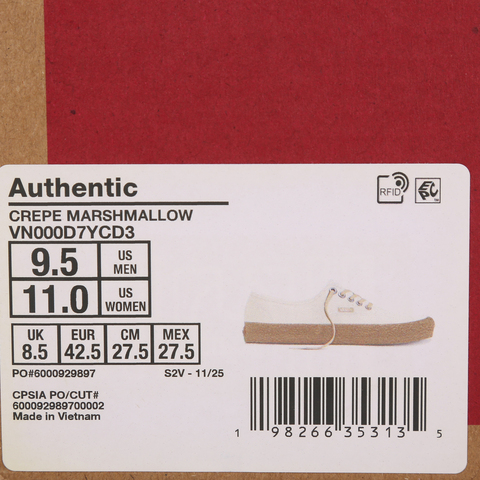 Authentic
CREPE MARSHMALLOW
VN000D7YCD3
9.5 US MEN
11.0 US WOMEN
UK 8.5 EUR 42.5 CM 27.5 MEX 27.5
PO#6000929897 S2V - 11/25
CPSIA PO/CUT#
600092989700002
Made in Vietnam
RFID
1 98266 35313 5